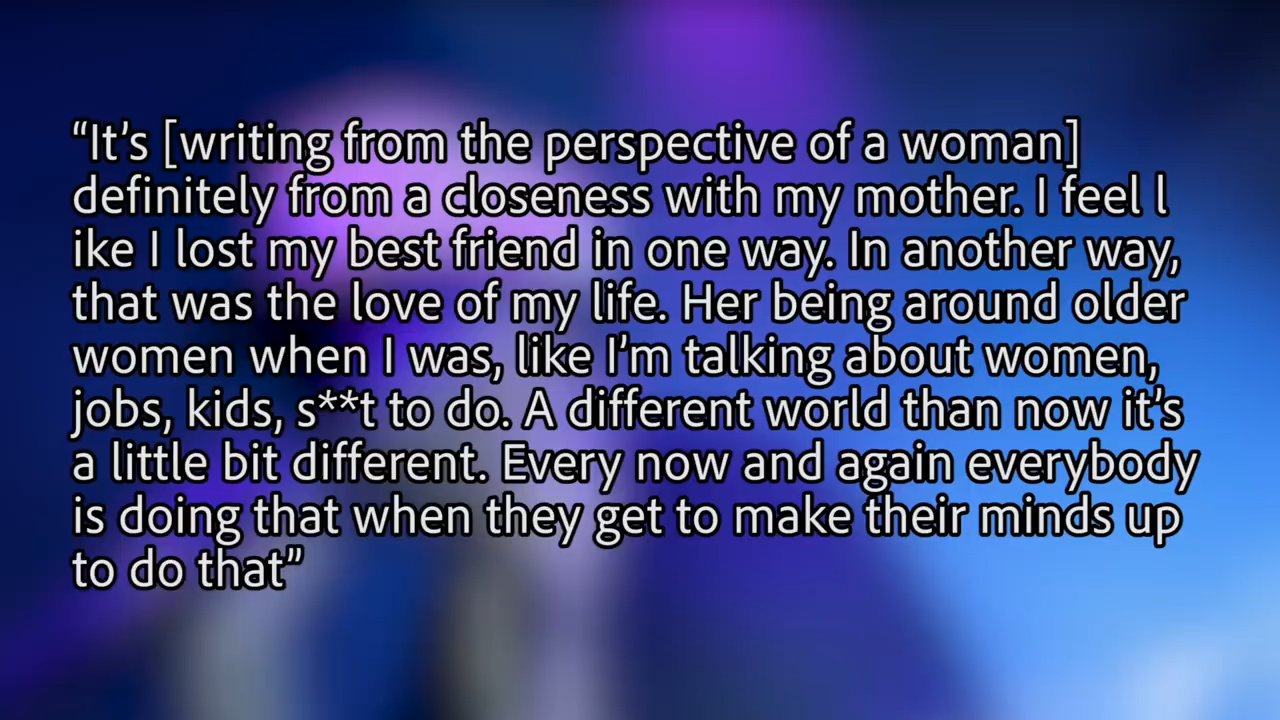 “It’s [writing from the perspective of a woman]
definitely from a closeness with my mother. I feel l
ike I lost my best friend in one way. In another way,
that was the love of my life. Her being around older
women when I was, like I’m talking about women,
jobs, kids, s**t to do. A different world than now it’s
a little bit different. Every now and again everybody
is doing that when they get to make their minds up
to do that”